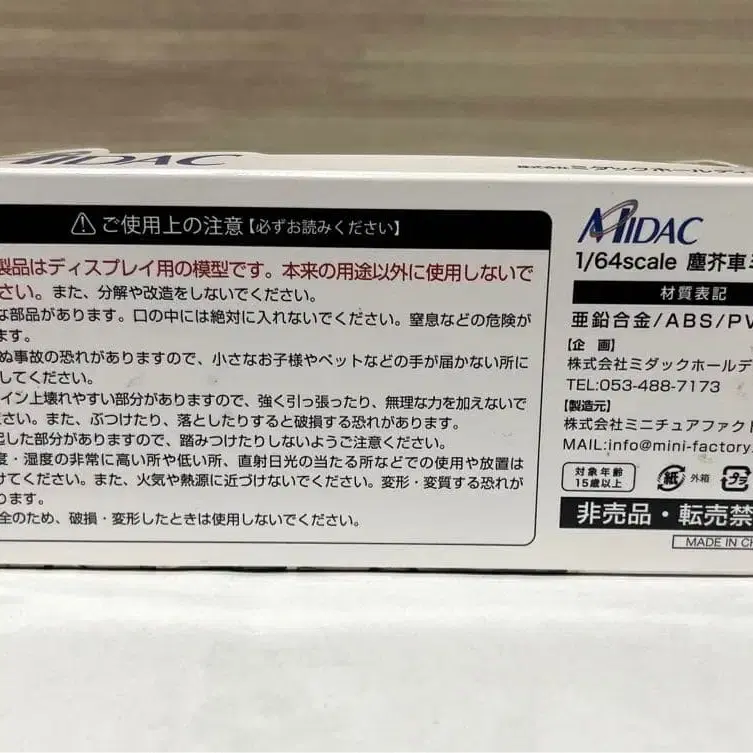 MIDAC
株式会社ミダックホールディ
⚠ご使用上の注意【必ずお読みください】
製品はディスプレイ用の模型です。本来の用途以外に使用しないで
さい。また、分解や改造をしないでください。
な部品があります。口の中には絶対に入れないでください。窒息などの危険が
ます。
ぬ事故の恐れがありますので、小さなお子様やペットなどの手が届かない所に
してください。
イン上壊れやすい部分がありますので、強く引っ張ったり、無理な力を加えないで
さい。また、ぶつけたり、落としたりすると破損する恐れがあります。
起した部分がありますので、踏みつけたりしないようご注意ください。
度・湿度の非常に高い所や低い所、直射日光の当たる所などでの使用や放置は
けてください。また、火気や熱源に近づけないでください。変形・変質する恐れが
ります。
全のため、破損・変形したときは使用しないでください。
MIDAC
1/64scale 塵芥車
材質表記
亜鉛合金/ABS/PV
【企 画】
株式会社ミダックホールデ
TEL:053-488-7173
【製造元】
株式会社ミニチュアファクト
MAIL:info@mini-factory.
対象年齢
15歳以上
紙 外箱 プラ
非売品・転売禁
MADE IN CH